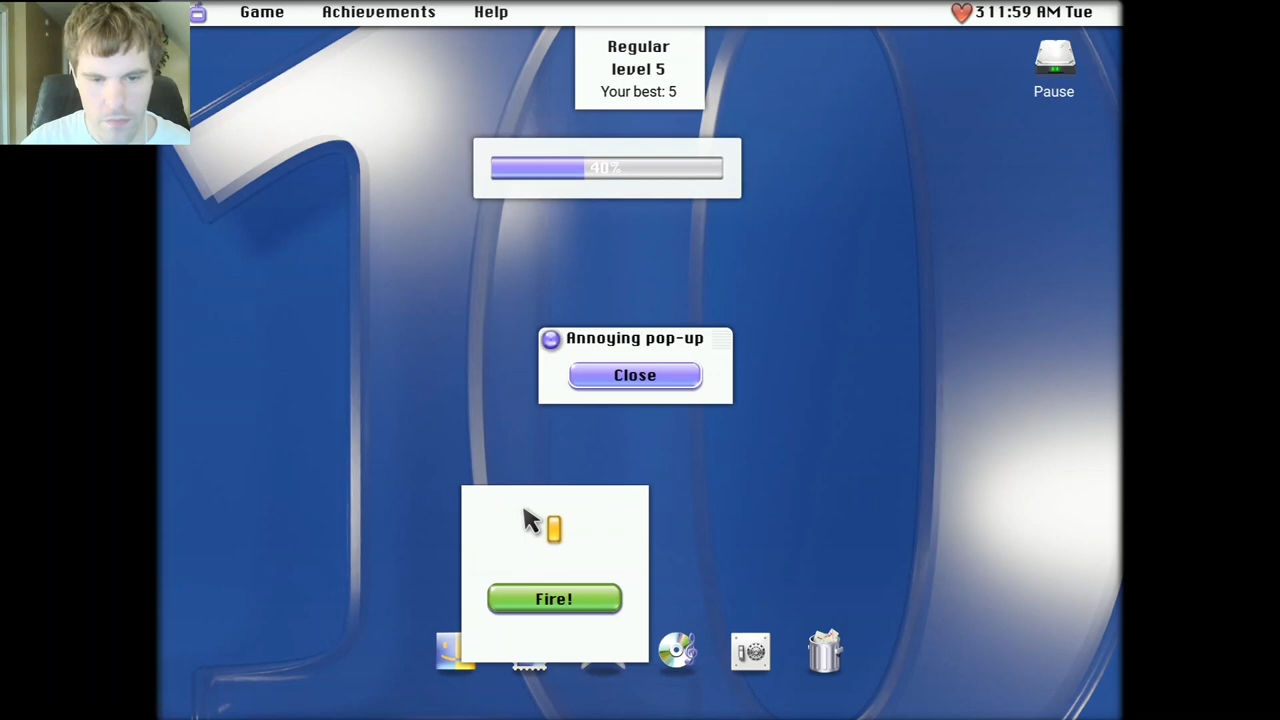 Game Achievements Help 3 11:59 AM Tue
Regular
level 5
Your best: 5
Pause
40%
Annoying pop-up
Close
Fire!